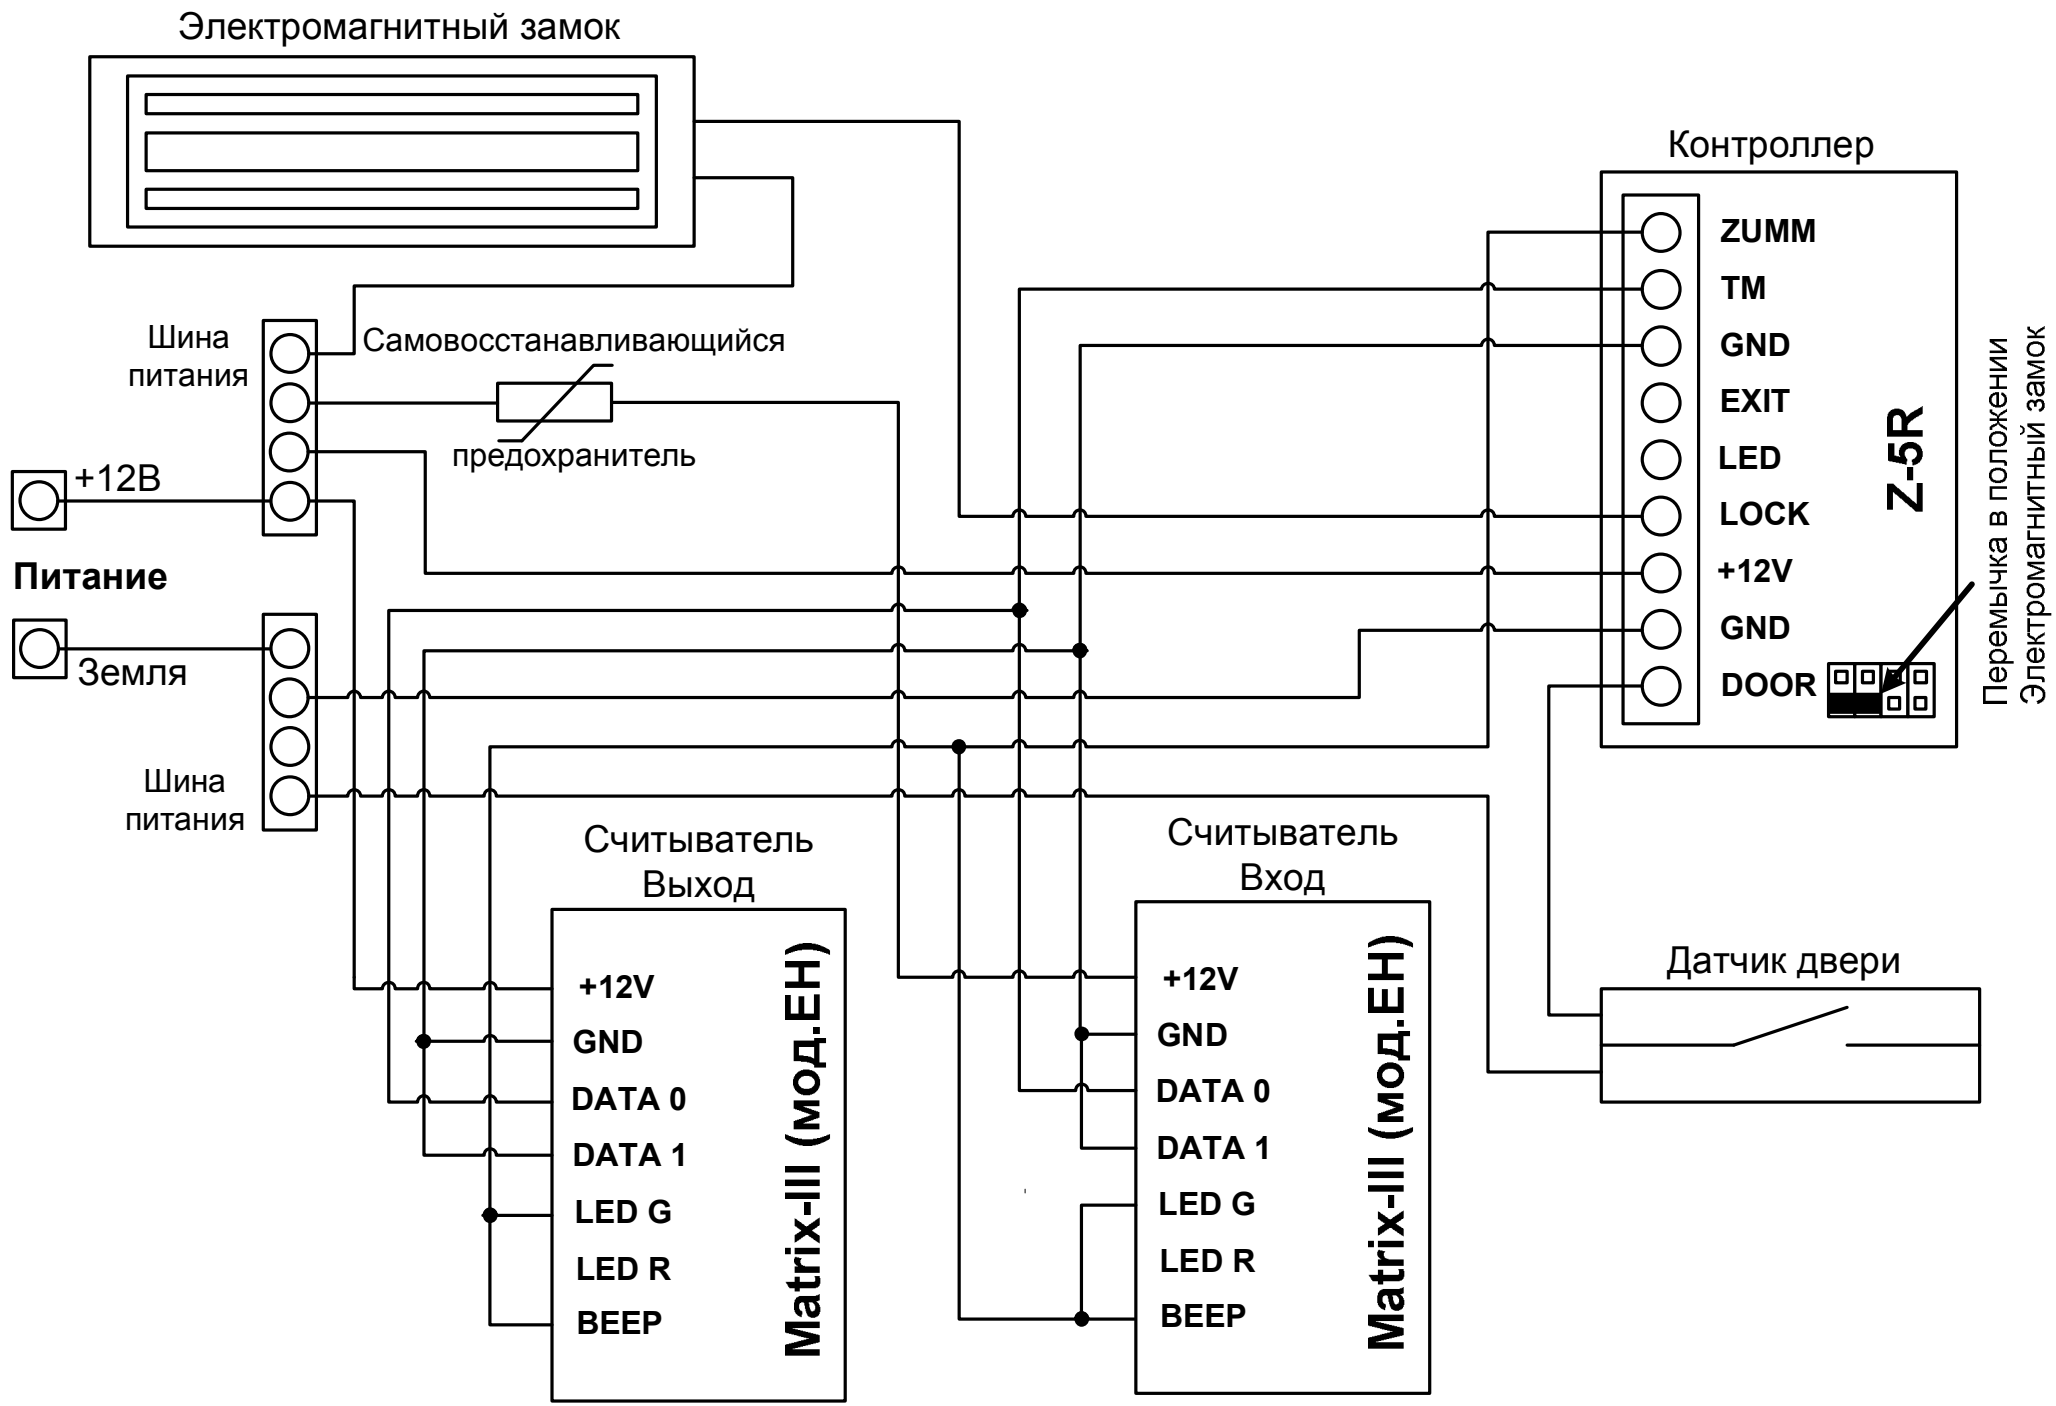 Электромагнитный замок
Контроллер
ZUMM
TM
GND
EXIT
LED
LOCK
+12V
GND
DOOR
Z-5R
Перемычка в положении
Электромагнитный замок
Шина
питания
Самовосстанавливающийся
предохранитель
+12В
Питание
Земля
Шина
питания
Считыватель
Выход
+12V
GND
DATA 0
DATA 1
LED G
LED R
BEEP
Matrix-III (мод.EH)
Считыватель
Вход
+12V
GND
DATA 0
DATA 1
LED G
LED R
BEEP
Matrix-III (мод.EH)
Датчик двери